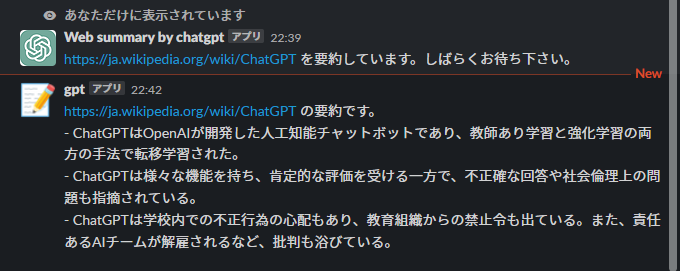 あなただけに表示されています
Web summary by chatgpt アプリ 22:39
https://ja.wikipedia.org/wiki/ChatGPT を要約しています。しばらくお待ち下さい。
New
gpt アプリ 22:42
https://ja.wikipedia.org/wiki/ChatGPT の要約です。
- ChatGPTはOpenAIが開発した人工知能チャットボットであり、教師あり学習と強化学習の両
方の手法で転移学習された。
- ChatGPTは様々な機能を持ち、肯定的な評価を受ける一方で、不正確な回答や社会倫理上の問
題も指摘されている。
- ChatGPTは学校内での不正行為の心配もあり、教育組織からの禁止令も出ている。また、責任
あるAIチームが解雇されるなど、批判も浴びている。